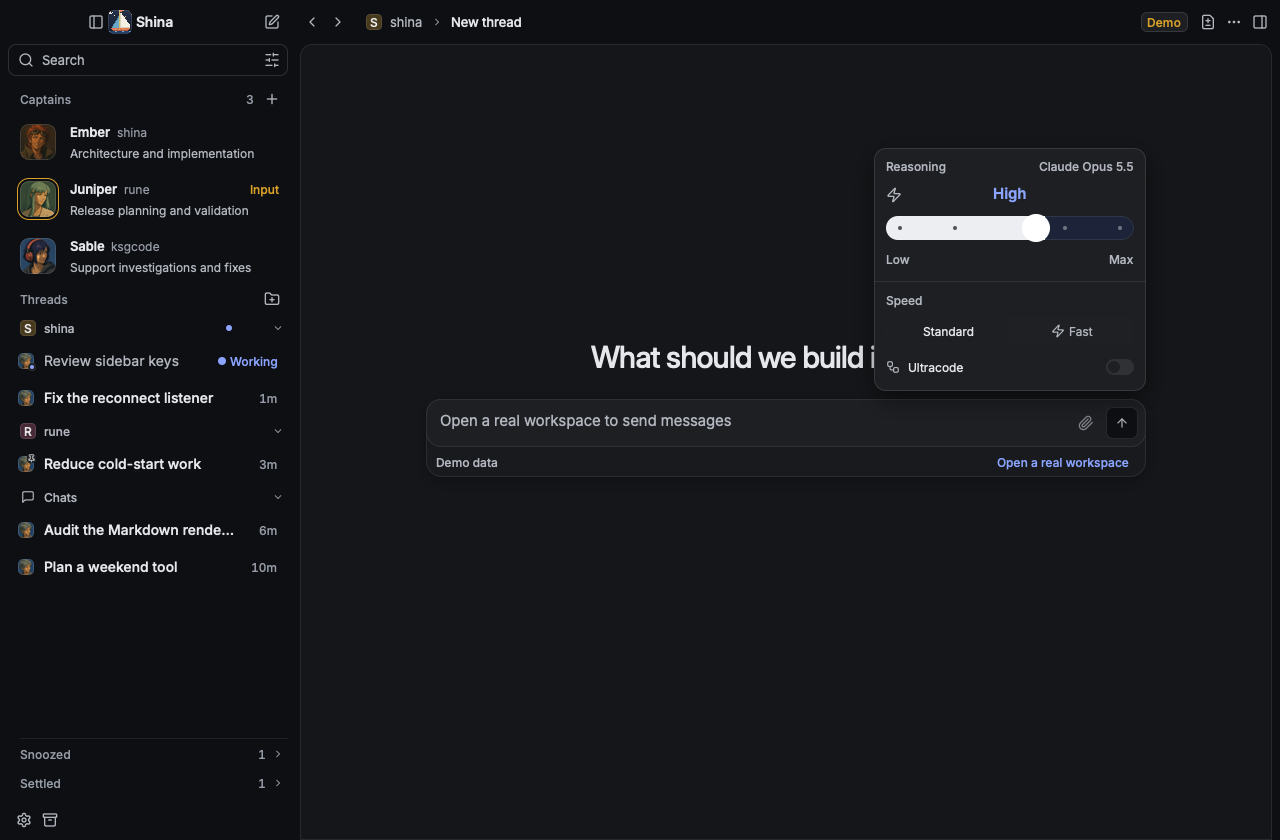 Shina
S shina New thread
Demo
Search
Captains 3
Ember shina
Architecture and implementation
Juniper rune Input
Release planning and validation
Sable ksgcode
Support investigations and fixes
Threads
S shina
Review sidebar keys Working
Fix the reconnect listener 1m
R rune
Reduce cold-start work 3m
Chats
Audit the Markdown rende... 6m
Plan a weekend tool 10m
Snoozed 1
Settled 1
Reasoning Claude Opus 5.5
High
Low Max
Speed
Standard Fast
Ultracode
What should we build i
Open a real workspace to send messages
Demo data Open a real workspace